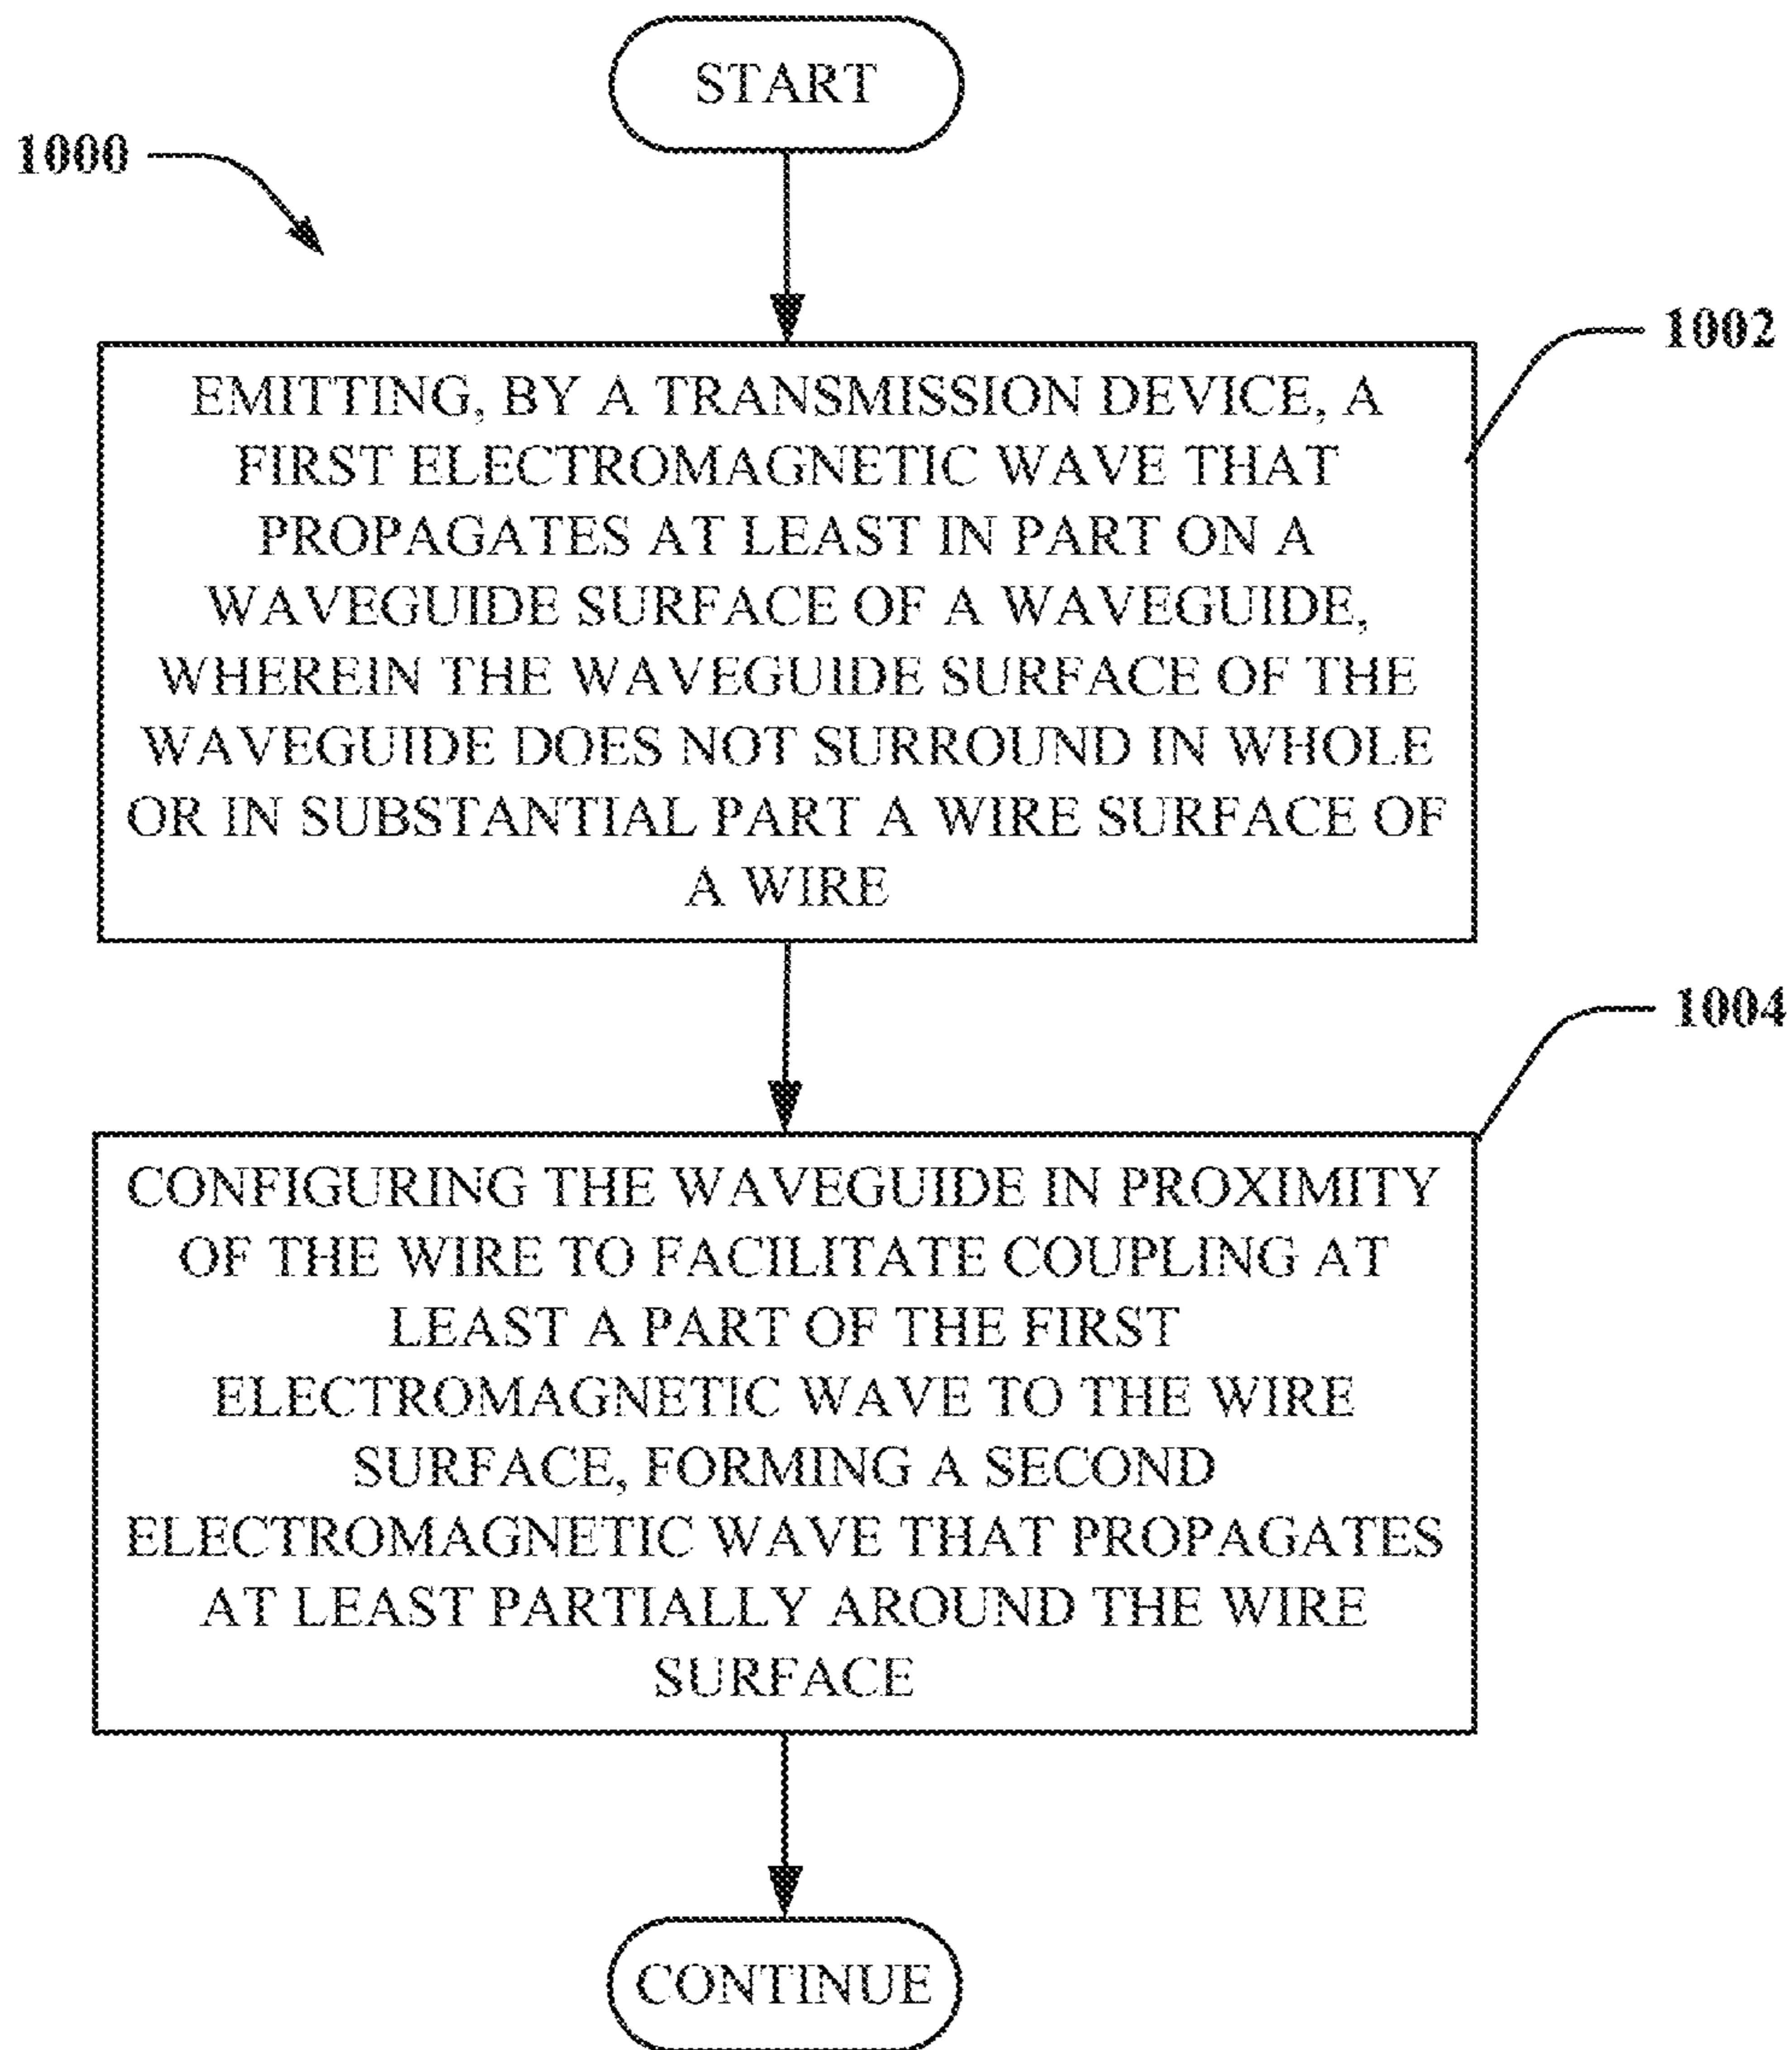 START
1000
1002
EMITTING, BY A TRANSMISSION DEVICE, A
FIRST ELECTROMAGNETIC WAVE THAT
PROPAGATES AT LEAST IN PART ON A
WAVEGUIDE SURFACE OF A WAVEGUIDE,
WHEREIN THE WAVEGUIDE SURFACE OF THE
WAVEGUIDE DOES NOT SURROUND IN WHOLE
OR IN SUBSTANTIAL PART A WIRE SURFACE OF
A WIRE
1004
CONFIGURING THE WAVEGUIDE IN PROXIMITY
OF THE WIRE TO FACILITATE COUPLING AT
LEAST A PART OF THE FIRST
ELECTROMAGNETIC WAVE TO THE WIRE
SURFACE, FORMING A SECOND
ELECTROMAGNETIC WAVE THAT PROPAGATES
AT LEAST PARTIALLY AROUND THE WIRE
SURFACE
CONTINUE